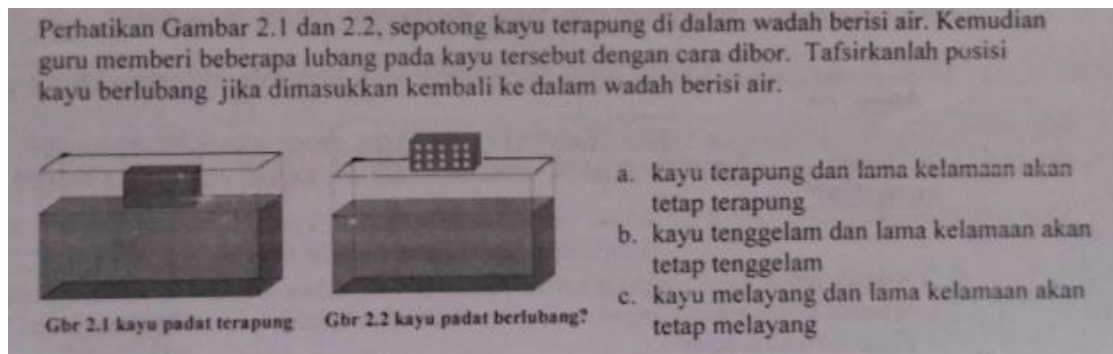 Perhatikan Gambar 2.1 dan 2.2, sepotong kayu terapung di dalam wadah berisi air. Kemudian
guru memberi beberapa lubang pada kayu tersebut dengan cara dibor. Tafsirkanlah posisi
kayu berlubang jika dimasukkan kembali ke dalam wadah berisi air.
Gbr 2.1 kayu padat terapung
Gbr 2.2 kayu padat berlubang?
a. kayu terapung dan lama kelamaan akan
tetap terapung
b. kayu tenggelam dan lama kelamaan akan
tetap tenggelam
c. kayu melayang dan lama kelamaan akan
tetap melayang